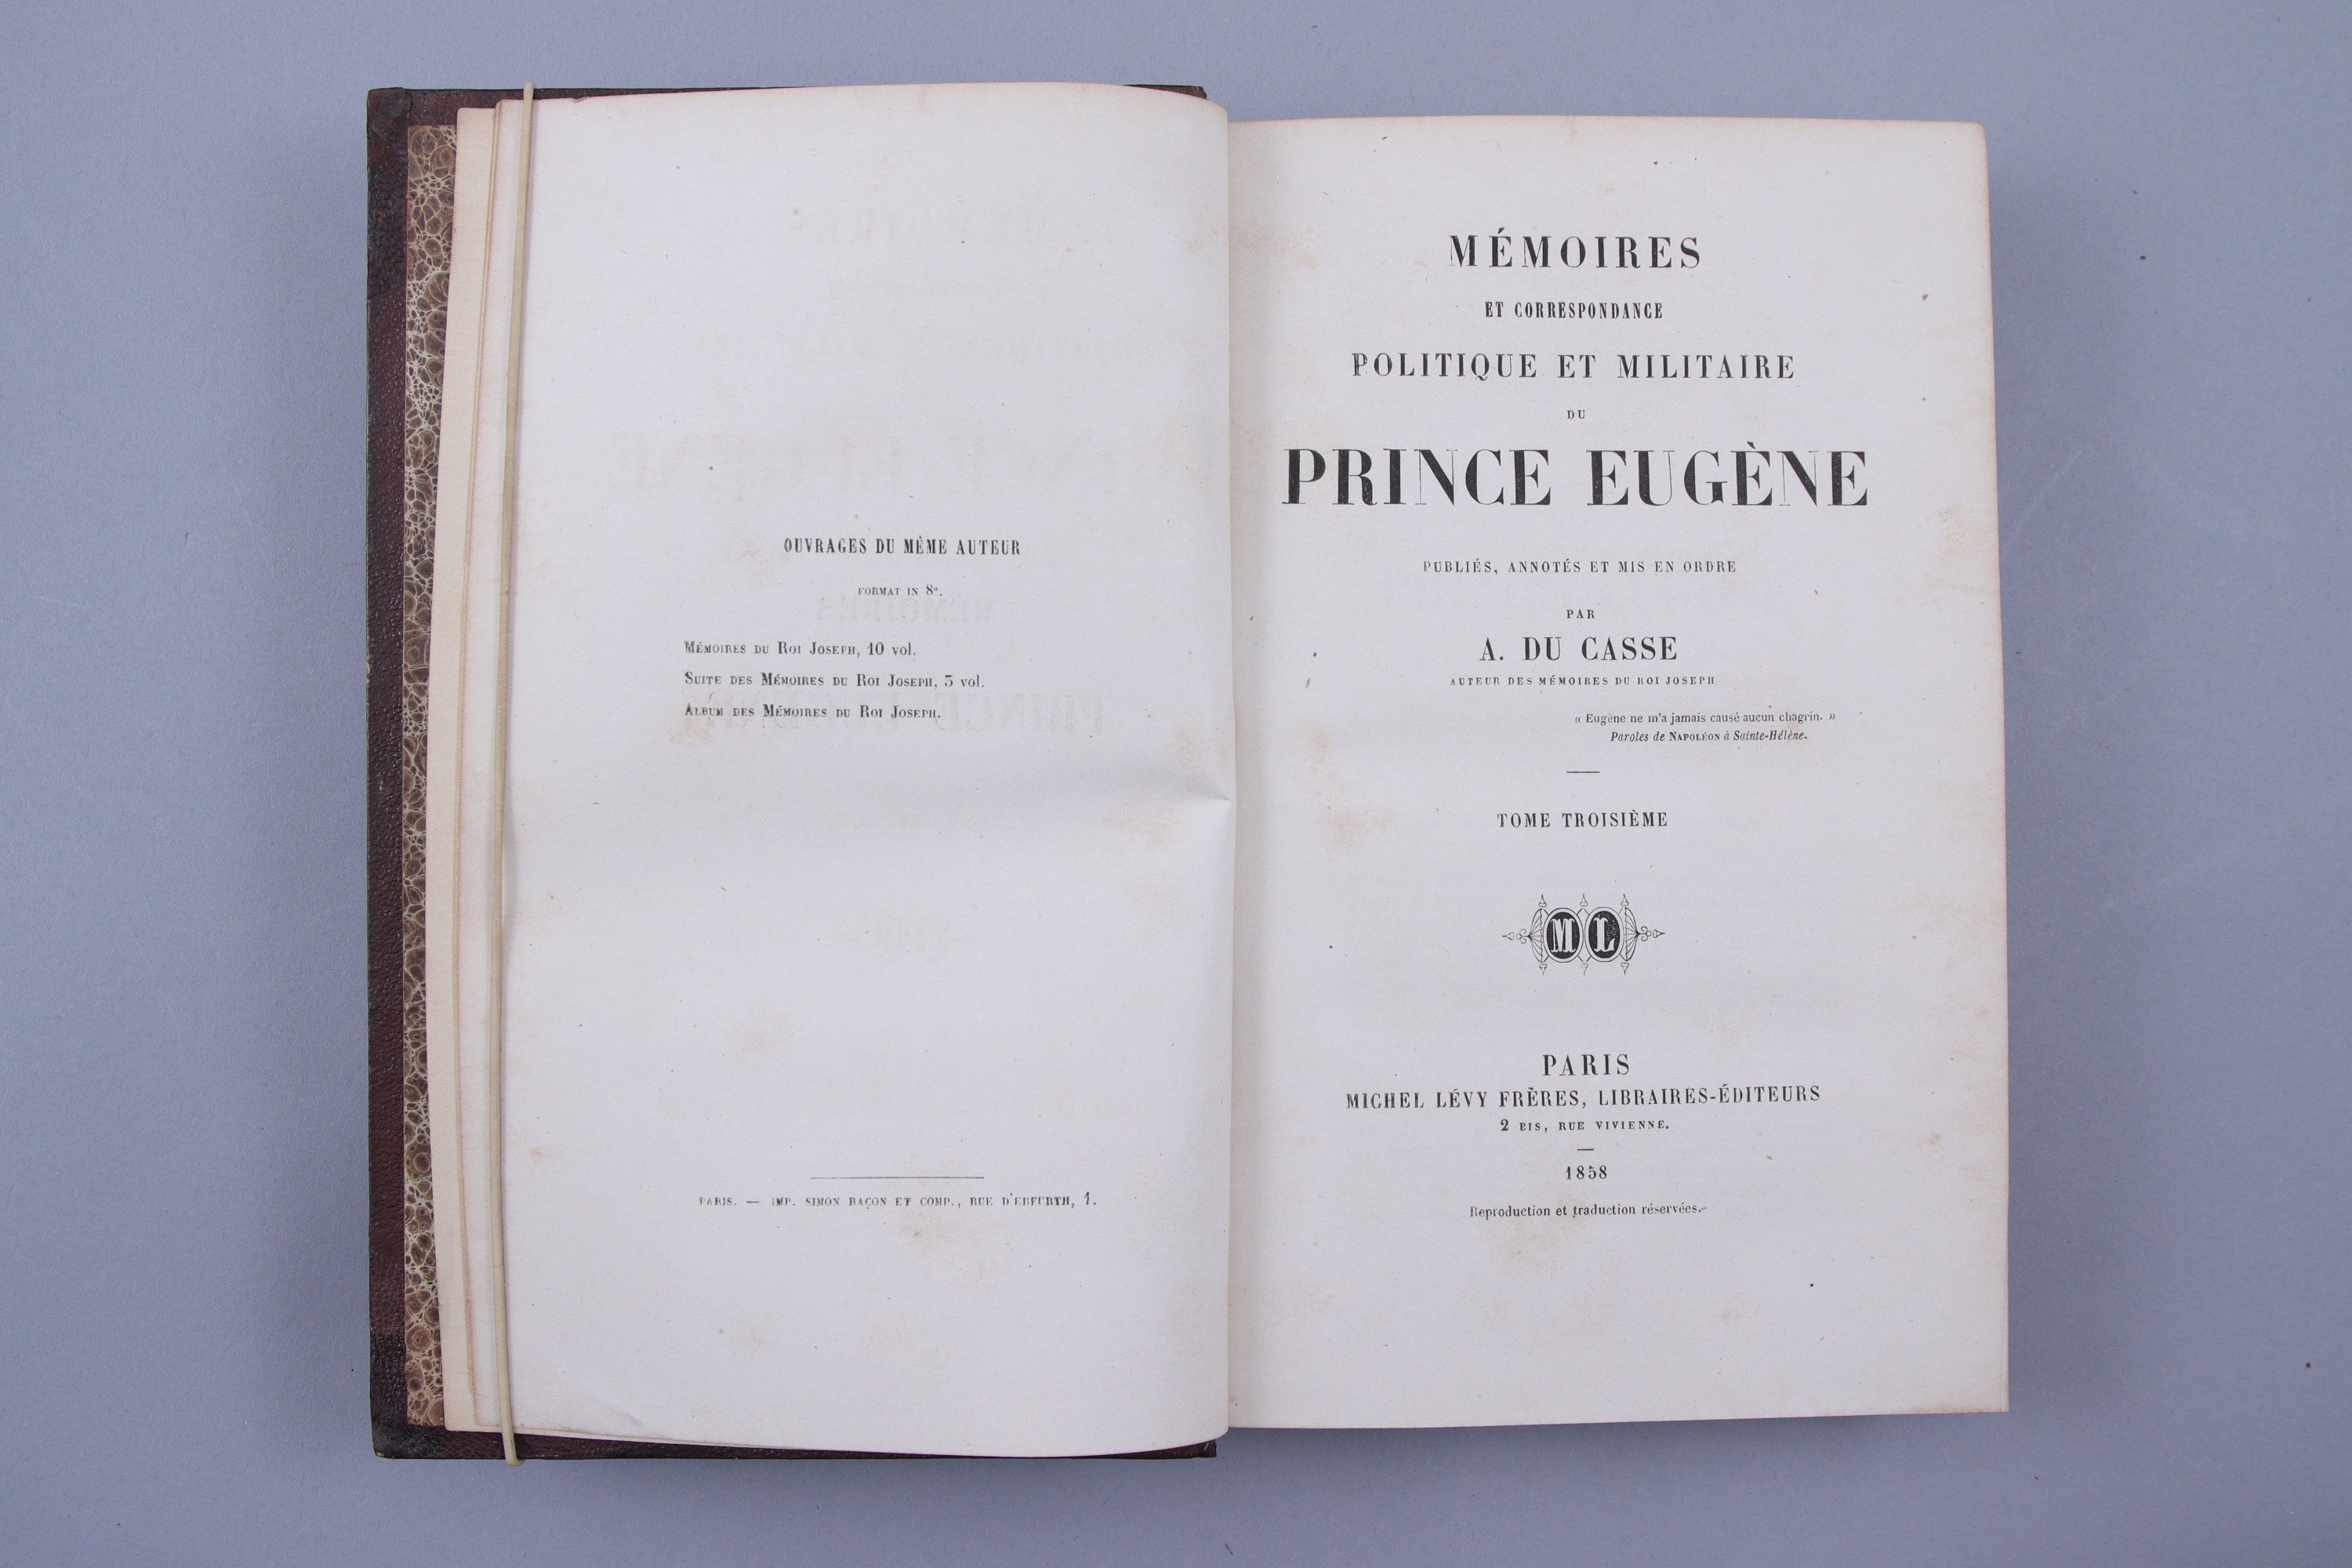 OUVRAGES DU MÊME AUTEUR
FORMAT IN 8º.
MÉMOIRES DU ROI JOSEPH, 10 vol.
SUITE DES MÉMOIRES DU ROI JOSEPH, 3 vol.
ALBUM DES MÉMOIRES DU ROI JOSEPH.
PARIS. — IMP. SIMON RAÇON ET COMP., RUE D'ERFURTH, 1.
MÉMOIRES
ET CORRESPONDANCE
POLITIQUE ET MILITAIRE
DU
PRINCE EUGÈNE
PUBLIÉS, ANNOTÉS ET MIS EN ORDRE
PAR
A. DU CASSE
AUTEUR DES MÉMOIRES DU ROI JOSEPH
« Eugène ne m'a jamais causé aucun chagrin. »
Paroles de NAPOLÉON à Sainte-Hélène.
TOME TROISIÈME
ML
PARIS
MICHEL LÉVY FRÈRES, LIBRAIRES-ÉDITEURS
2 BIS, RUE VIVIENNE.
1858
Reproduction et traduction réservées.